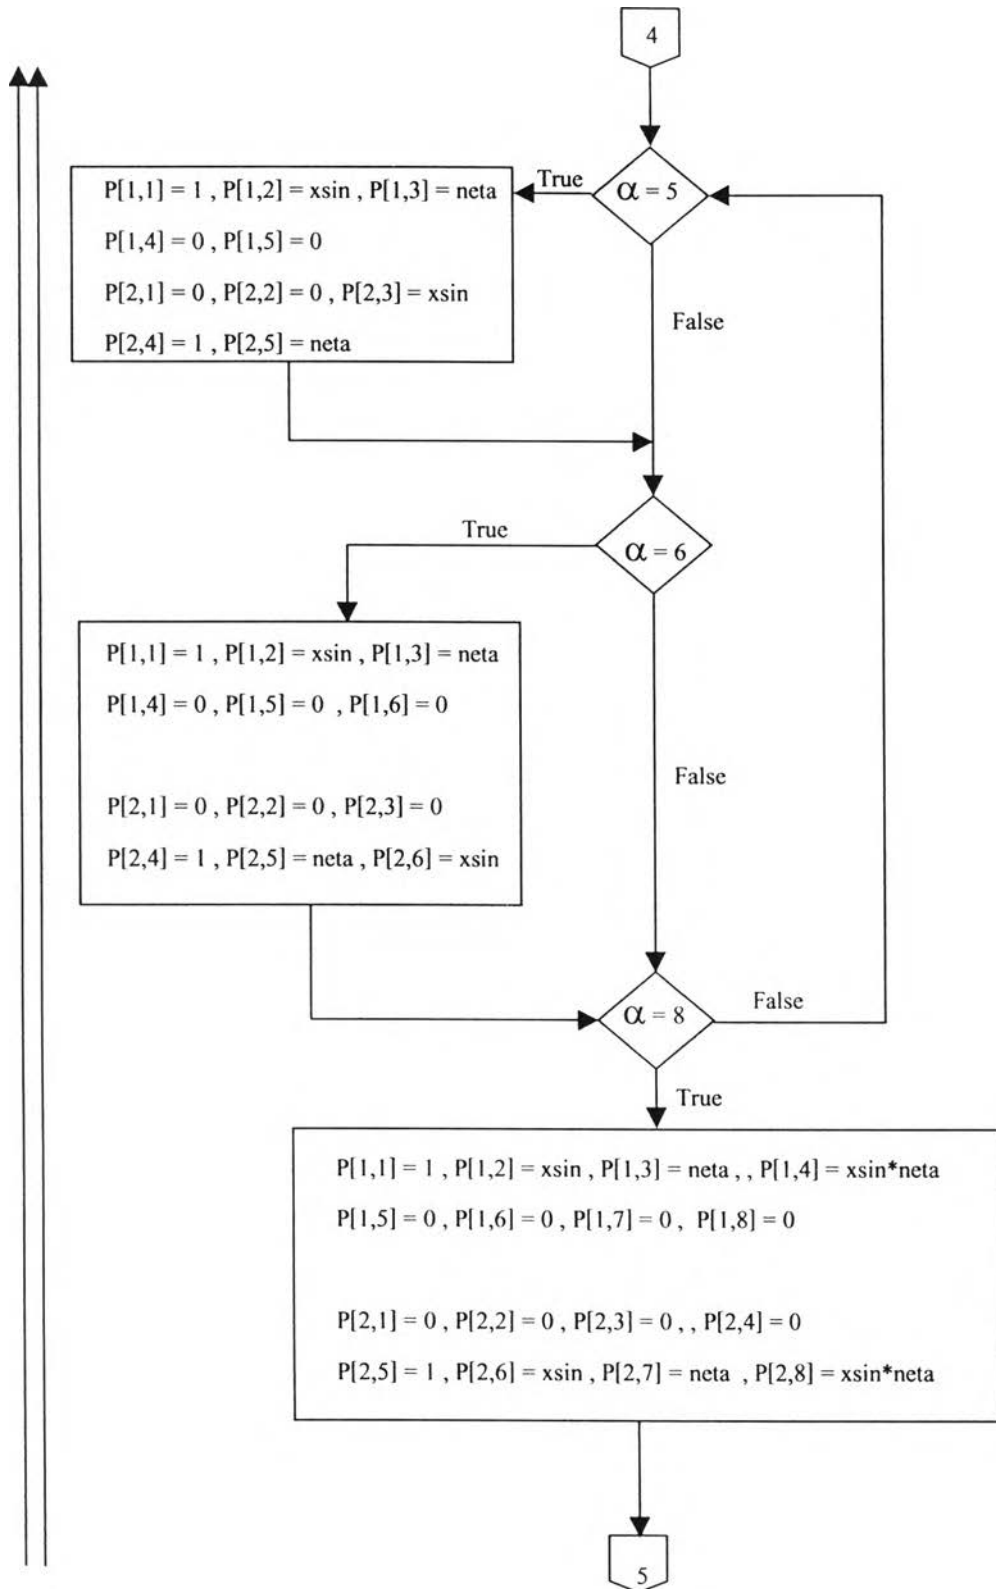 4
α = 5
True
P[1,1] = 1 , P[1,2] = xsin , P[1,3] = neta
P[1,4] = 0 , P[1,5] = 0
P[2,1] = 0 , P[2,2] = 0 , P[2,3] = xsin
P[2,4] = 1 , P[2,5] = neta
False
True
α = 6
P[1,1] = 1 , P[1,2] = xsin , P[1,3] = neta
P[1,4] = 0 , P[1,5] = 0 , P[1,6] = 0
P[2,1] = 0 , P[2,2] = 0 , P[2,3] = 0
P[2,4] = 1 , P[2,5] = neta , P[2,6] = xsin
False
α = 8
False
True
P[1,1] = 1 , P[1,2] = xsin , P[1,3] = neta , , P[1,4] = xsin*neta
P[1,5] = 0 , P[1,6] = 0 , P[1,7] = 0 , P[1,8] = 0
P[2,1] = 0 , P[2,2] = 0 , P[2,3] = 0 , , P[2,4] = 0
P[2,5] = 1 , P[2,6] = xsin , P[2,7] = neta , P[2,8] = xsin*neta
5